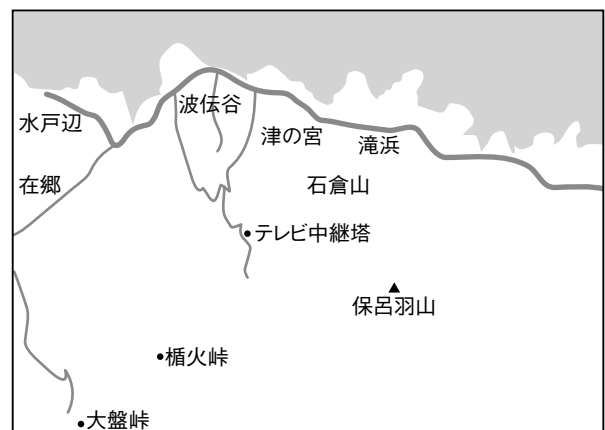 波伝谷
水戸辺
津の宮
滝浜
在郷
石倉山
テレビ中継塔
保呂羽山
楯火峠
大盤峠